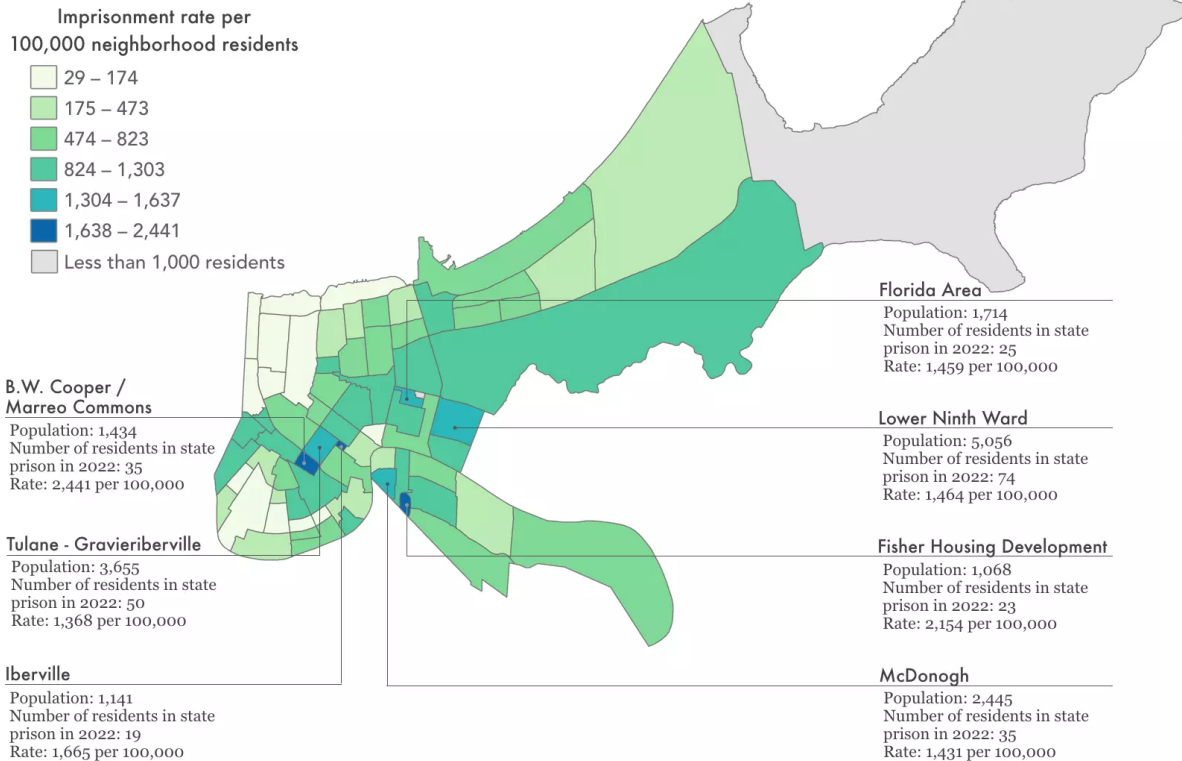 Imprisonment rate per
100,000 neighborhood residents
29 – 174
175 – 473
474 – 823
824 – 1,303
1,304 – 1,637
1,638 – 2,441
Less than 1,000 residents
B.W. Cooper /
Marreo Commons
Population: 1,434
Number of residents in state
prison in 2022: 35
Rate: 2,441 per 100,000
Tulane - Gravieriberville
Population: 3,655
Number of residents in state
prison in 2022: 50
Rate: 1,368 per 100,000
Iberville
Population: 1,141
Number of residents in state
prison in 2022: 19
Rate: 1,665 per 100,000
Florida Area
Population: 1,714
Number of residents in state
prison in 2022: 25
Rate: 1,459 per 100,000
Lower Ninth Ward
Population: 5,056
Number of residents in state
prison in 2022: 74
Rate: 1,464 per 100,000
Fisher Housing Development
Population: 1,068
Number of residents in state
prison in 2022: 23
Rate: 2,154 per 100,000
McDonogh
Population: 2,445
Number of residents in state
prison in 2022: 35
Rate: 1,431 per 100,000